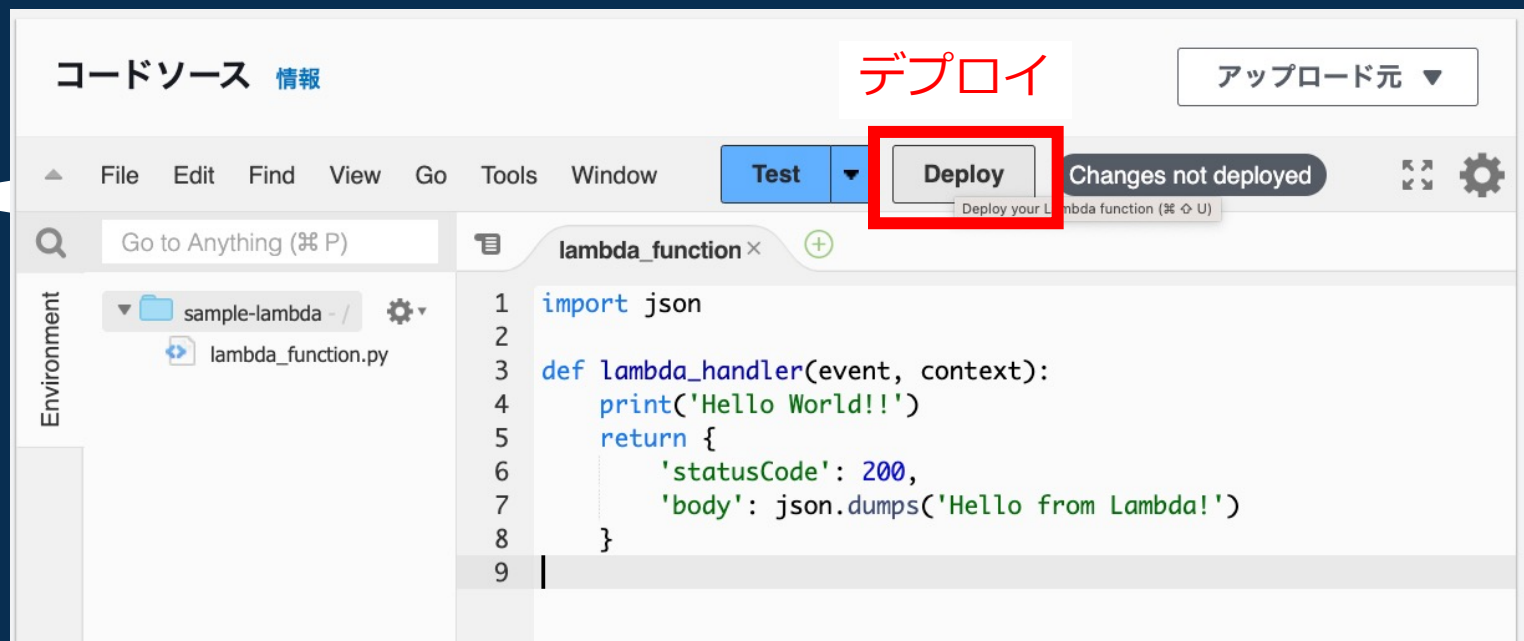 デプロイ
コードソース 情報
アップロード元 ▼
File Edit Find View Go Tools Window Test Deploy Changes not deployed
Deploy your Lambda function (⌘ ⇧ U)
Go to Anything (⌘ P)
lambda_function ×
Environment
sample-lambda - /
lambda_function.py
1 import json
2
3 def lambda_handler(event, context):
4     print('Hello World!!')
5     return {
6         'statusCode': 200,
7         'body': json.dumps('Hello from Lambda!')
8     }
9